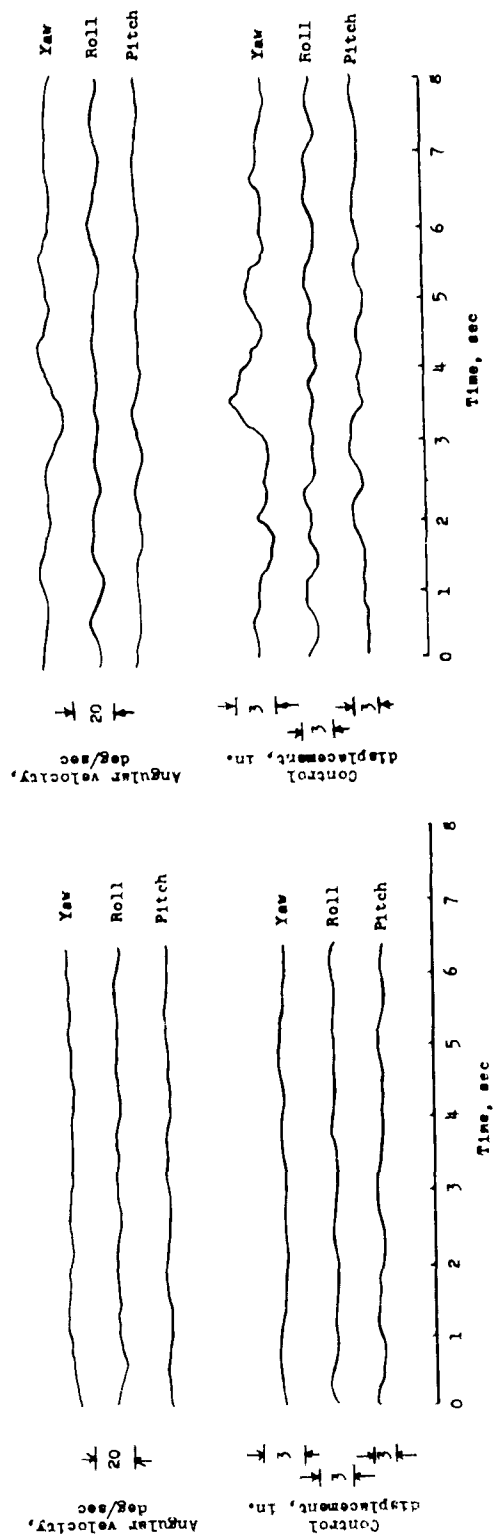 Angular velocity,
deg/sec
20
Yaw
Roll
Pitch
Control
displacement, in.
3
3
3
Yaw
Roll
Pitch
0 1 2 3 4 5 6 7 8
Time, sec
Angular velocity,
deg/sec
20
Yaw
Roll
Pitch
Control
displacement, in.
3
3
3
Yaw
Roll
Pitch
0 1 2 3 4 5 6 7 8
Time, sec